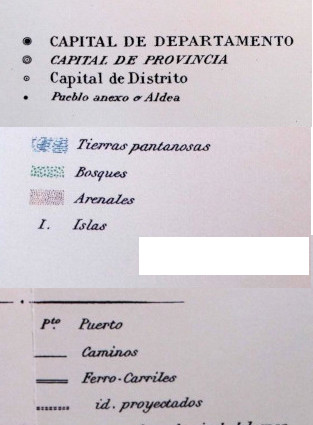 CAPITAL DE DEPARTAMENTO
CAPITAL DE PROVINCIA
Capital de Distrito
Pueblo anexo o Aldea
Tierras pantanosas
Bosques
Arenales
I. Islas
Pto. Puerto
Caminos
Ferro-Carriles
id. proyectados